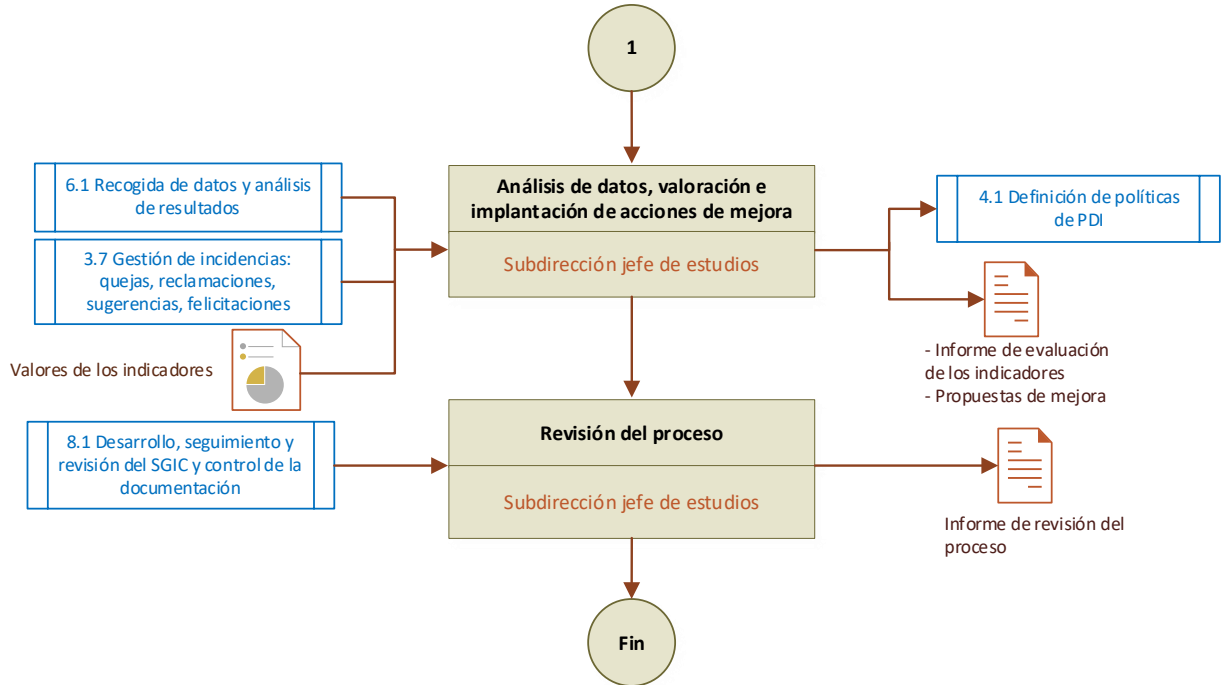 1
6.1 Recogida de datos y análisis
de resultados
3.7 Gestión de incidencias:
quejas, reclamaciones,
sugerencias, felicitaciones
Valores de los indicadores
Análisis de datos, valoración e
implantación de acciones de mejora
Subdirección jefe de estudios
4.1 Definición de políticas
de PDI
- Informe de evaluación
de los indicadores
- Propuestas de mejora
8.1 Desarrollo, seguimiento y
revisión del SGIC y control de la
documentación
Revisión del proceso
Subdirección jefe de estudios
Informe de revisión del
proceso
Fin